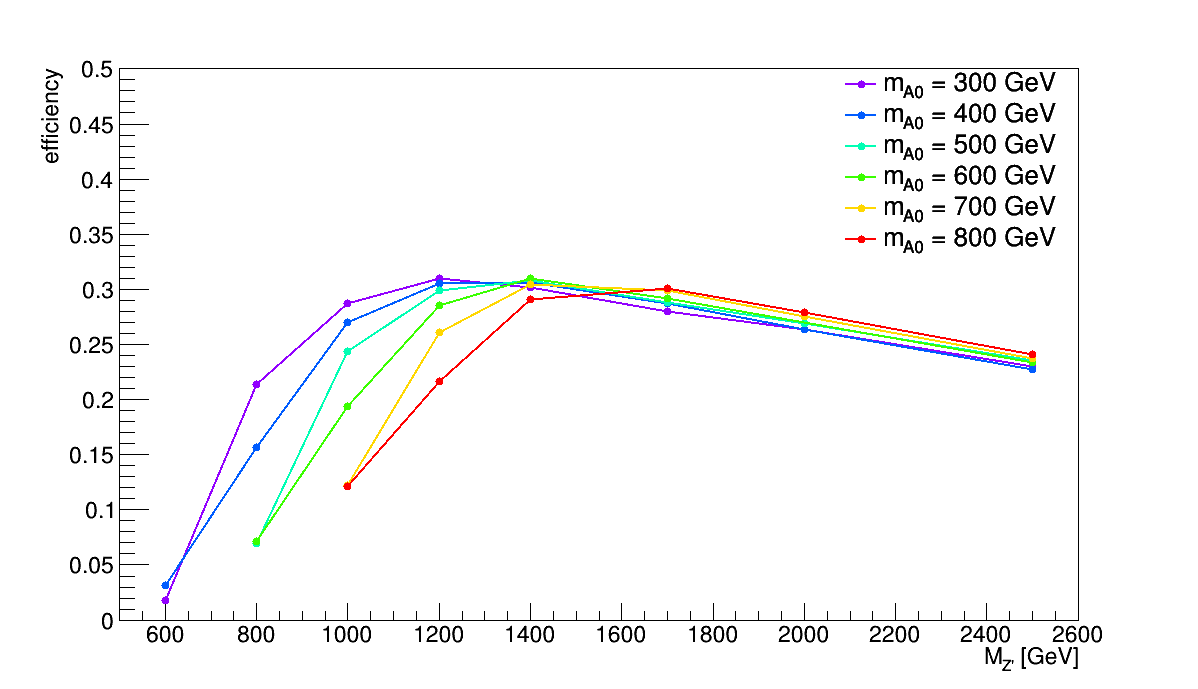 efficiency
0.5
0.45
0.4
0.35
0.3
0.25
0.2
0.15
0.1
0.05
0
m_A0 = 300 GeV
m_A0 = 400 GeV
m_A0 = 500 GeV
m_A0 = 600 GeV
m_A0 = 700 GeV
m_A0 = 800 GeV
600 800 1000 1200 1400 1600 1800 2000 2200 2400 2600
M_Z' [GeV]